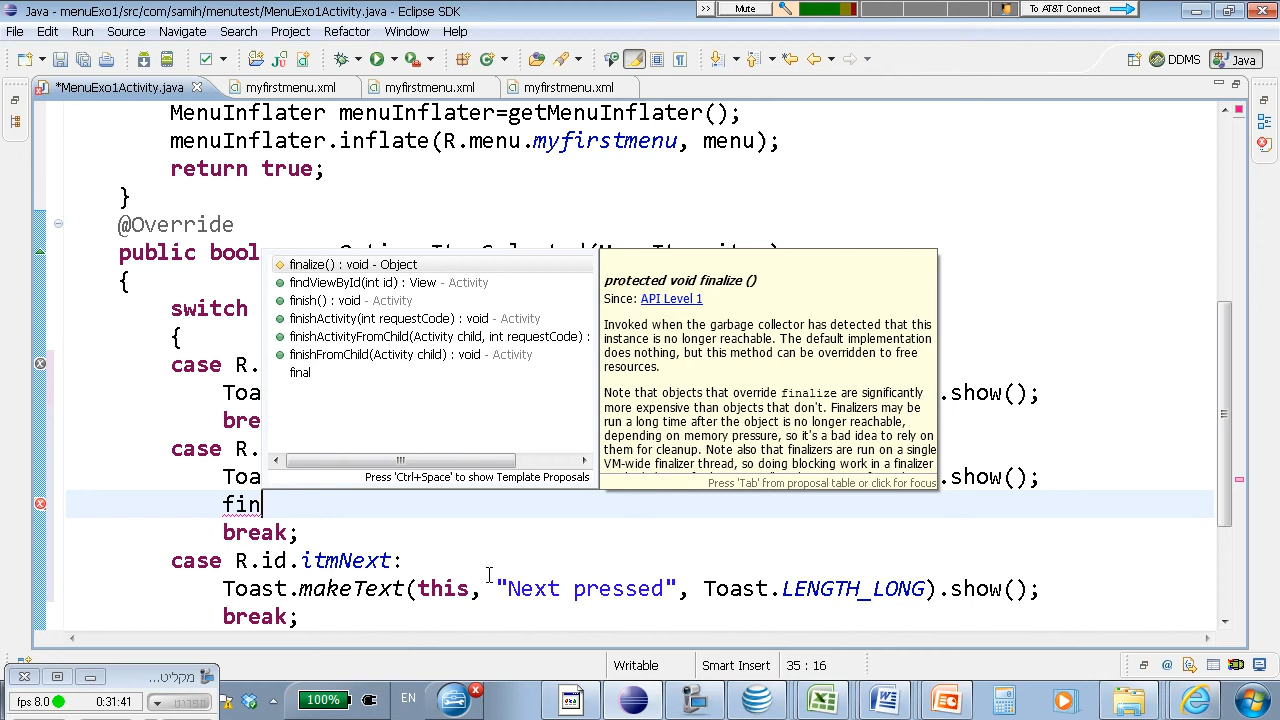 Java - menuExo1/src/com/samih/menutest/MenuExo1Activity.java - Eclipse SDK
Mute
To AT&T Connect
File Edit Run Source Navigate Search Project Refactor Window Help
DDMS Java
*MenuExo1Activity.java myfirstmenu.xml myfirstmenu.xml myfirstmenu.xml
MenuInflater menuInflater=getMenuInflater();
menuInflater.inflate(R.menu.myfirstmenu, menu);
return true;
}
@Override
public bool
{
switch
{
case R.
Toas .show();
bre
case R.
Toas .show();
fin
break;
case R.id.itmNext:
Toast.makeText(this, "Next pressed", Toast.LENGTH_LONG).show();
break;
finalize() : void - Object
findViewById(int id) : View - Activity
finish() : void - Activity
finishActivity(int requestCode) : void - Activity
finishActivityFromChild(Activity child, int requestCode) :
finishFromChild(Activity child) : void - Activity
final
Press 'Ctrl+Space' to show Template Proposals
protected void finalize ()
Since: API Level 1
Invoked when the garbage collector has detected that this
instance is no longer reachable. The default implementation
does nothing, but this method can be overridden to free
resources.
Note that objects that override finalize are significantly
more expensive than objects that don't. Finalizers may be
run a long time after the object is no longer reachable,
depending on memory pressure, so it's a bad idea to rely on
them for cleanup. Note also that finalizers are run on a single
VM-wide finalizer thread, so doing blocking work in a finalizer
Press 'Tab' from proposal table or click for focus
Writable Smart Insert 35 : 16
מקליט...
fps 8.0 0:31:41 תפריט
100% EN